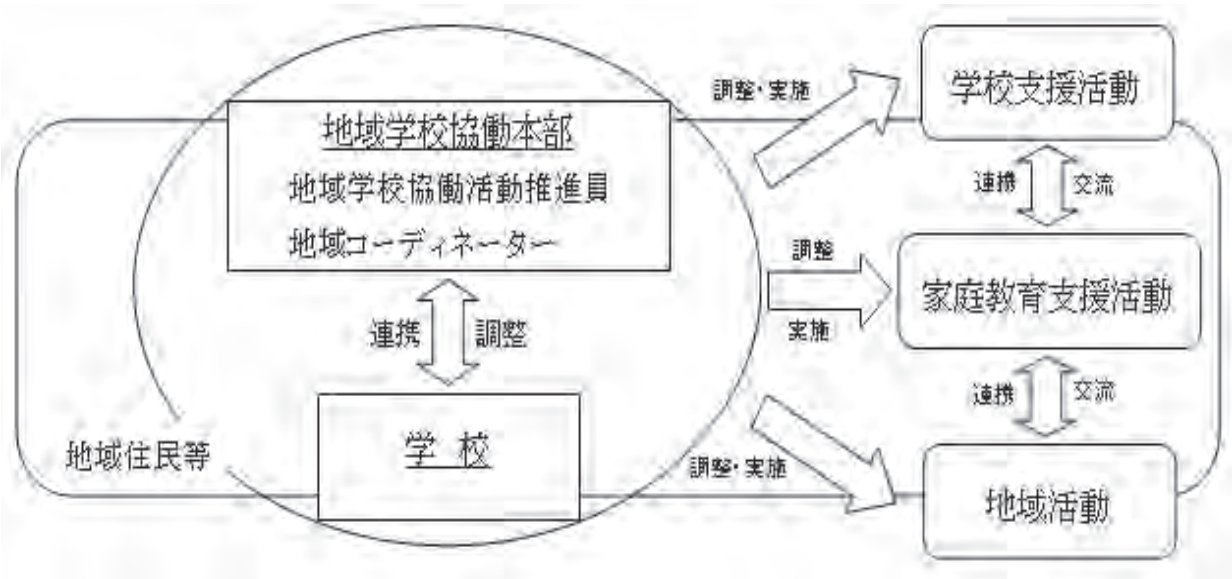 地域学校協働本部
地域学校協働活動推進員
地域コーディネーター
連携
調整
学校
地域住民等
調整・実施
調整
実施
調整・実施
学校支援活動
連携
交流
家庭教育支援活動
連携
交流
地域活動